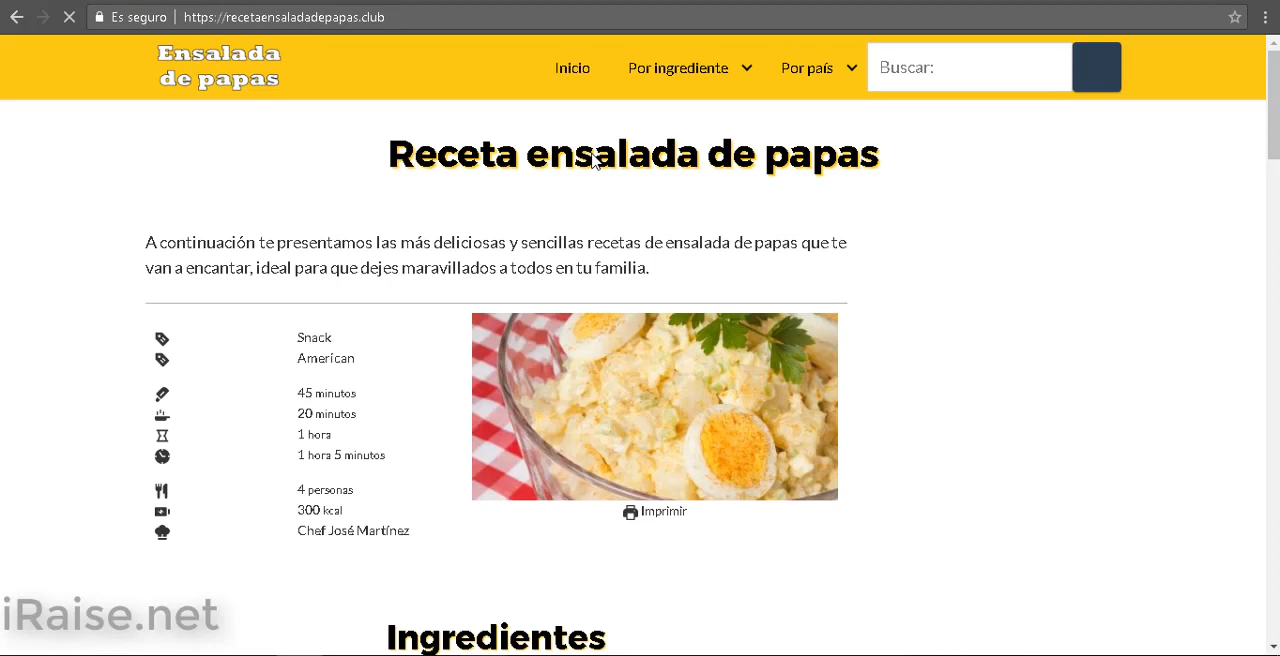 Es seguro | https://recetaensaladadepapas.club
Ensalada
de papas
Inicio
Por ingrediente
Por país
Buscar:
Receta ensalada de papas
A continuación te presentamos las más deliciosas y sencillas recetas de ensalada de papas que te
van a encantar, ideal para que dejes maravillados a todos en tu familia.
Snack
American
45 minutos
20 minutos
1 hora
1 hora 5 minutos
4 personas
300 kcal
Chef José Martínez
Imprimir
iRaise.net
Ingredientes